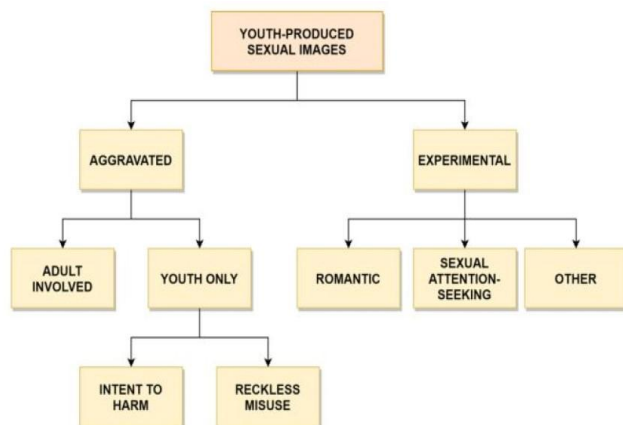 YOUTH-PRODUCED
SEXUAL IMAGES
AGGRAVATED
EXPERIMENTAL
ADULT
INVOLVED
YOUTH ONLY
ROMANTIC
SEXUAL
ATTENTION-
SEEKING
OTHER
INTENT TO
HARM
RECKLESS
MISUSE